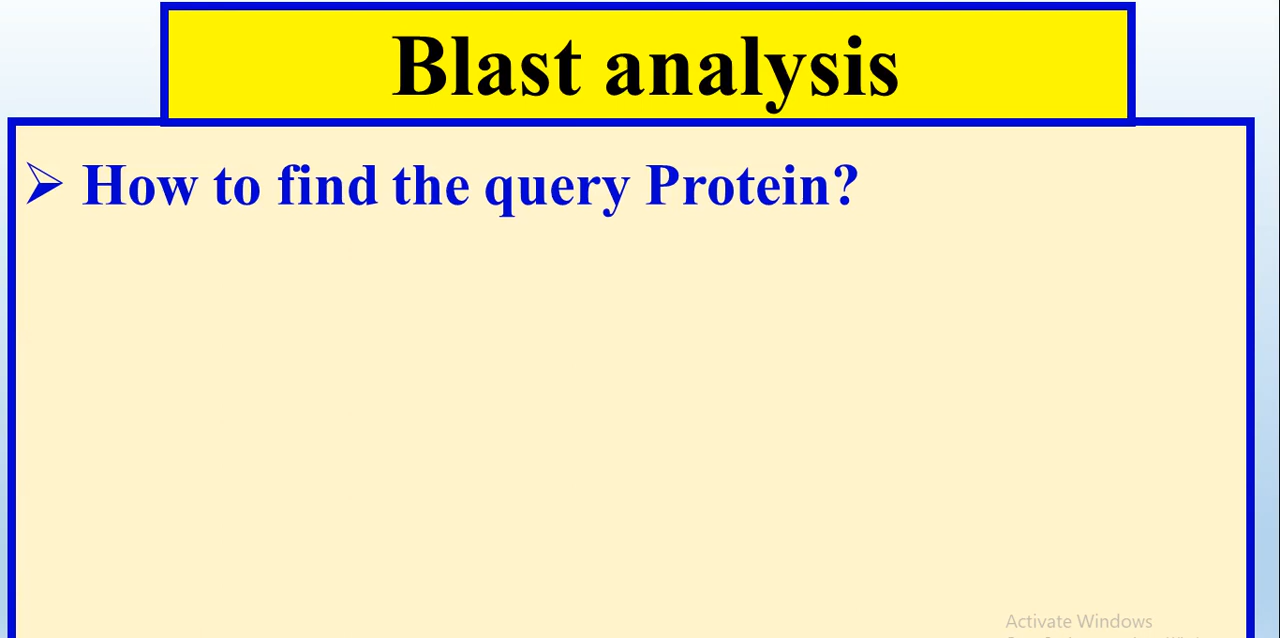 Blast analysis
➢ How to find the query Protein?
Activate Windows